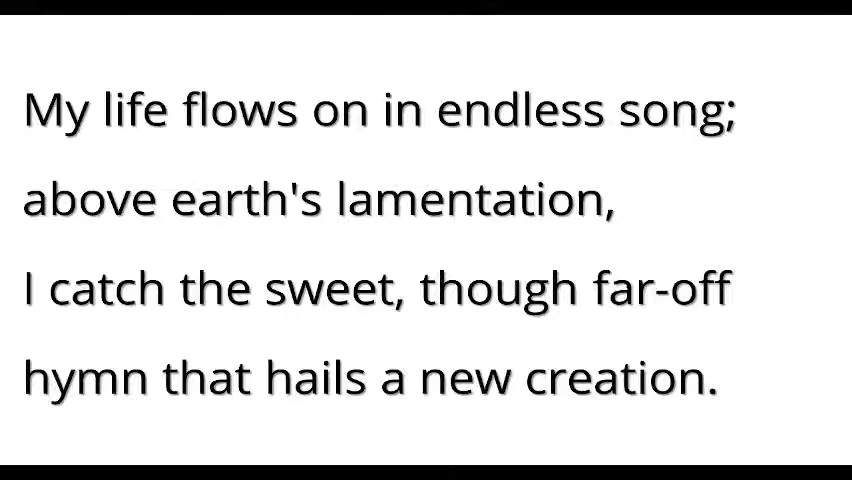 My life flows on in endless song;
above earth's lamentation,
I catch the sweet, though far-off
hymn that hails a new creation.